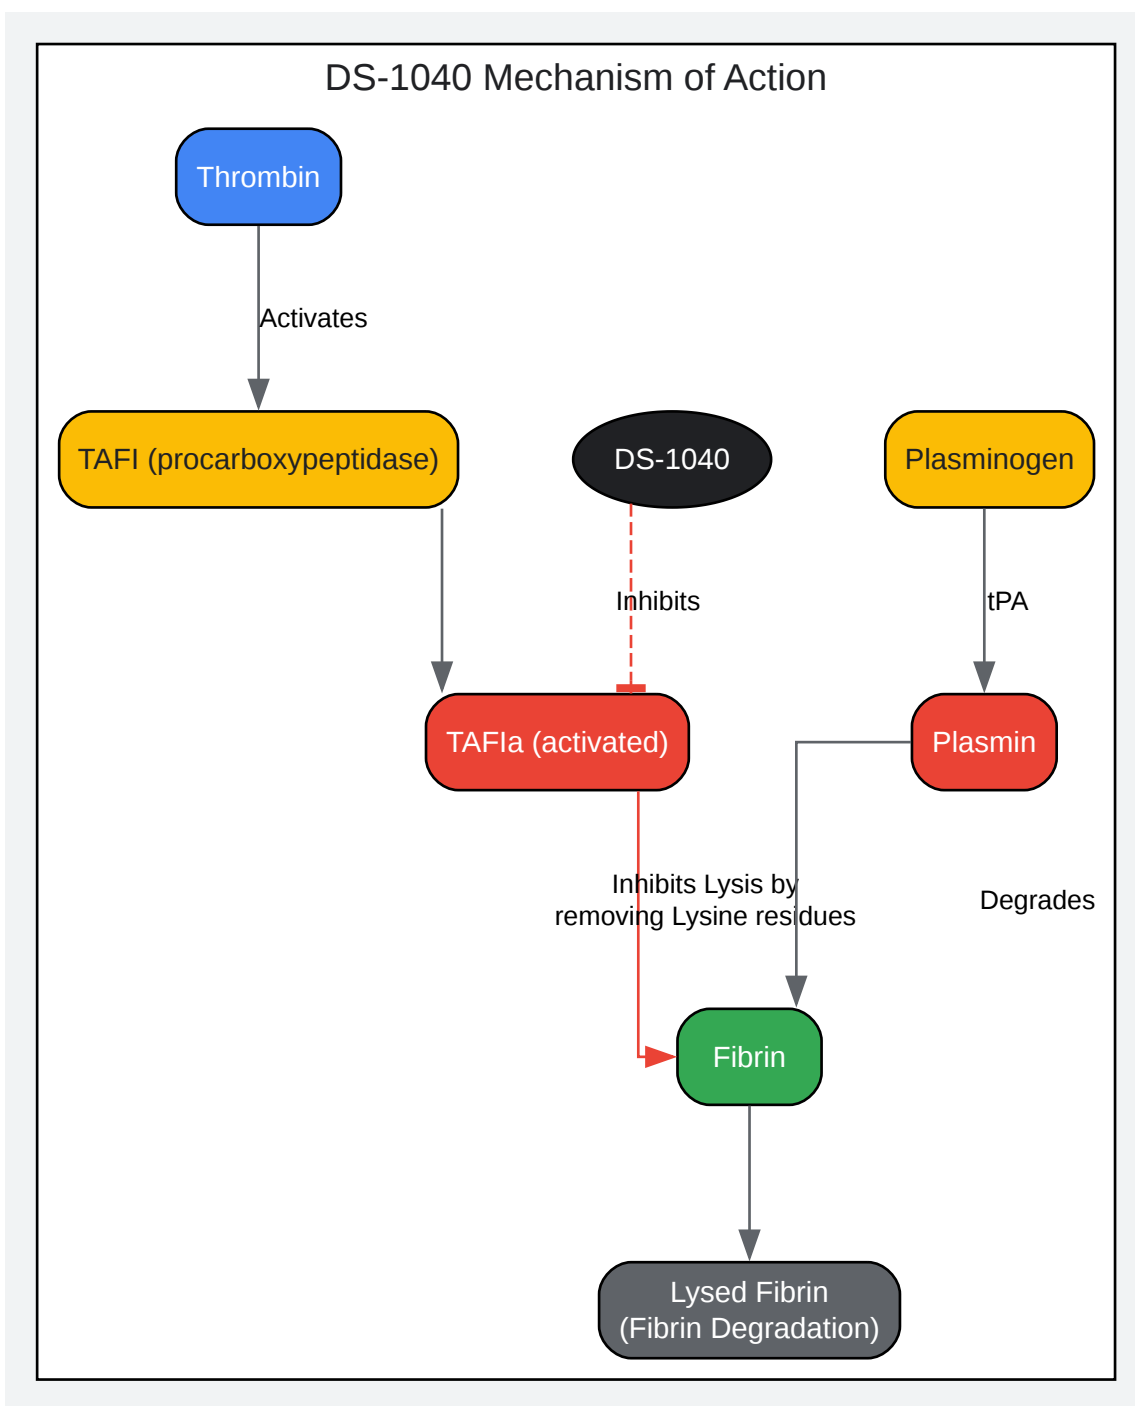 DS-1040 Mechanism of Action
Thrombin
Activates
TAFI (procarboxypeptidase)
DS-1040
Plasminogen
Inhibits
tPA
TAFIa (activated)
Plasmin
Inhibits Lysis by
removing Lysine residues
Degrades
Fibrin
Lysed Fibrin
(Fibrin Degradation)